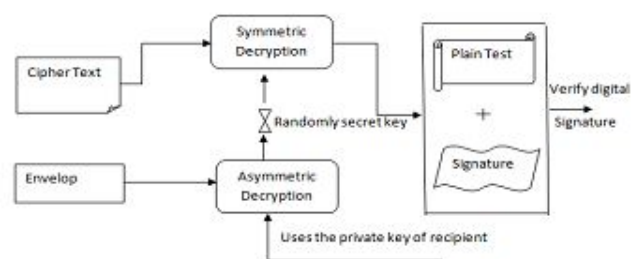 Symmetric
Decryption
Cipher Text
Plain Test
Verify digital
Signature
Randomly secret key
+
Signature
Envelop
Asymmetric
Decryption
Uses the private key of recipient